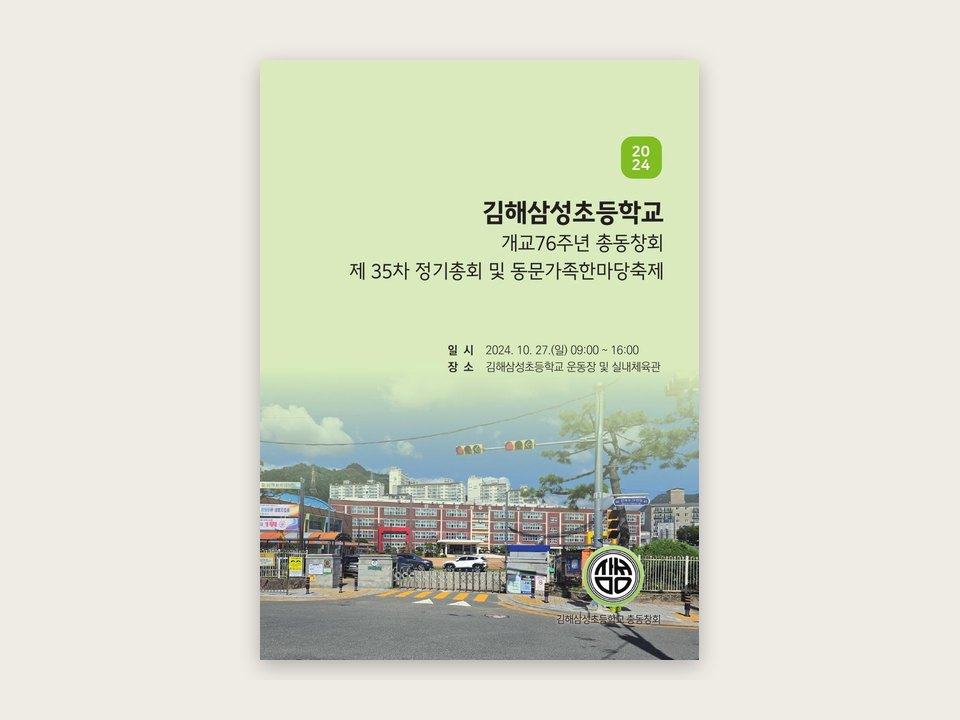 20
24
김해삼성초등학교
개교76주년 총동창회
제 35차 정기총회 및 동문가족한마당축제
일 시 2024. 10. 27.(일) 09:00 ~ 16:00
장 소 김해삼성초등학교 운동장 및 실내체육관
김해삼성초등학교 총동창회